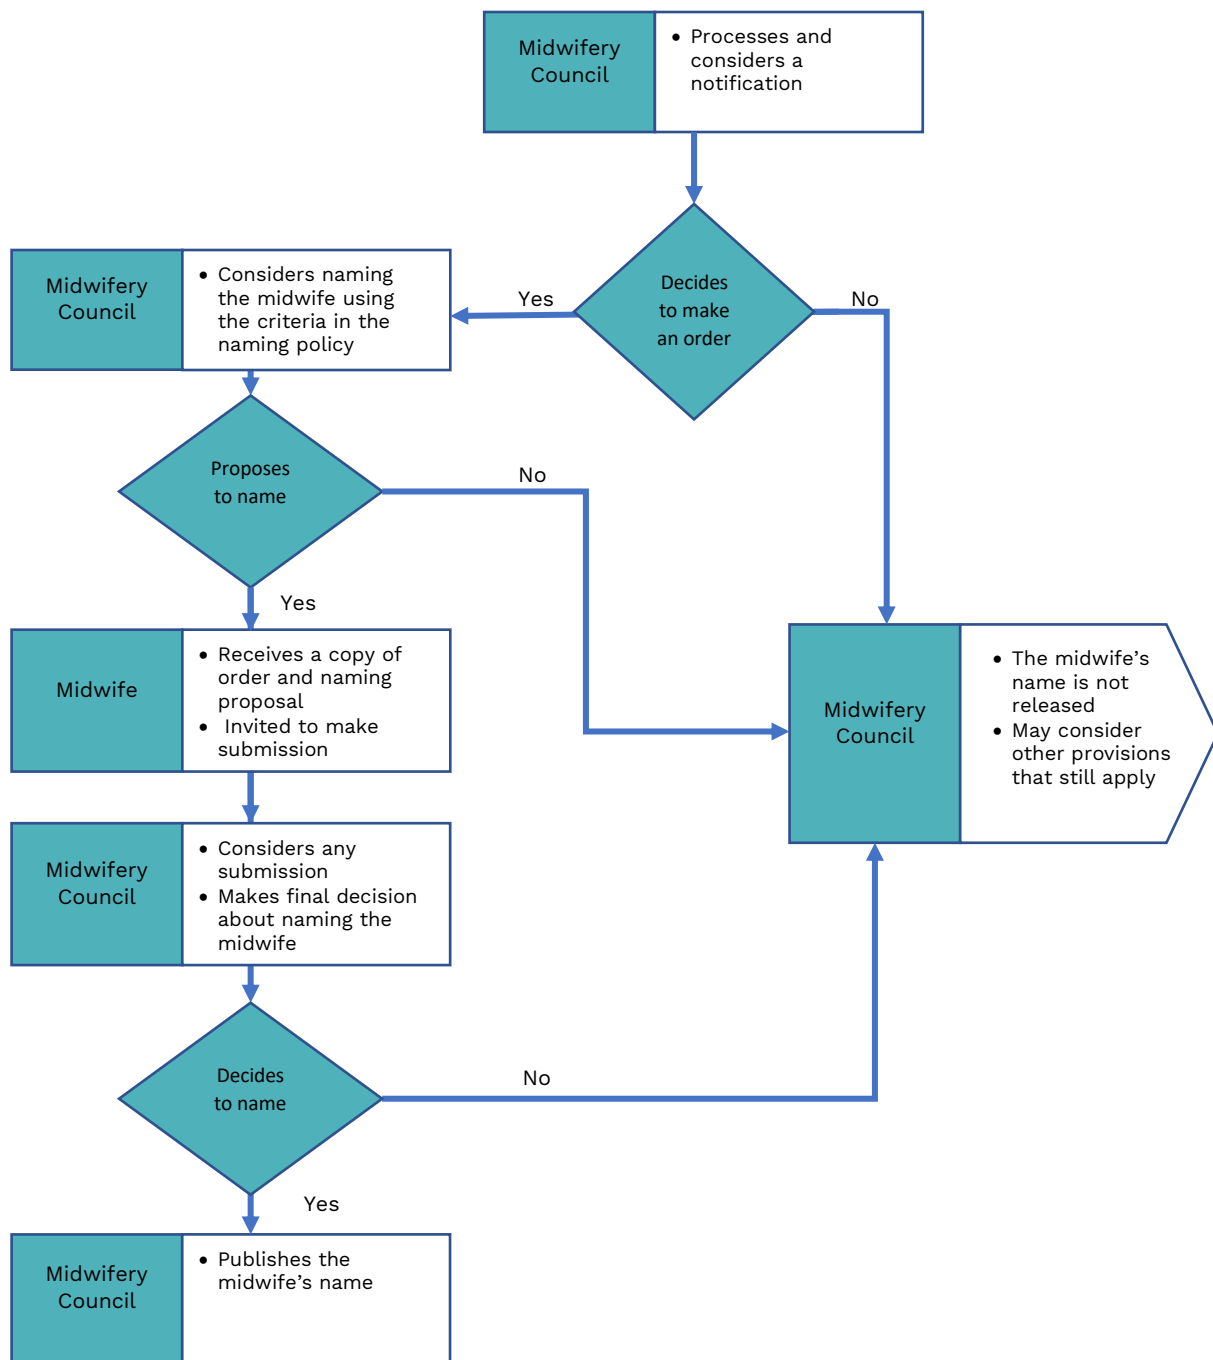 Midwifery
Council
• Processes and
considers a
notification
Decides
to make
an order
Yes
No
Midwifery
Council
• Considers naming
the midwife using
the criteria in the
naming policy
Proposes
to name
No
Yes
Midwife
• Receives a copy of
order and naming
proposal
• Invited to make
submission
Midwifery
Council
• The midwife’s
name is not
released
• May consider
other provisions
that still apply
Midwifery
Council
• Considers any
submission
• Makes final decision
about naming the
midwife
Decides
to name
No
Yes
Midwifery
Council
• Publishes the
midwife’s name